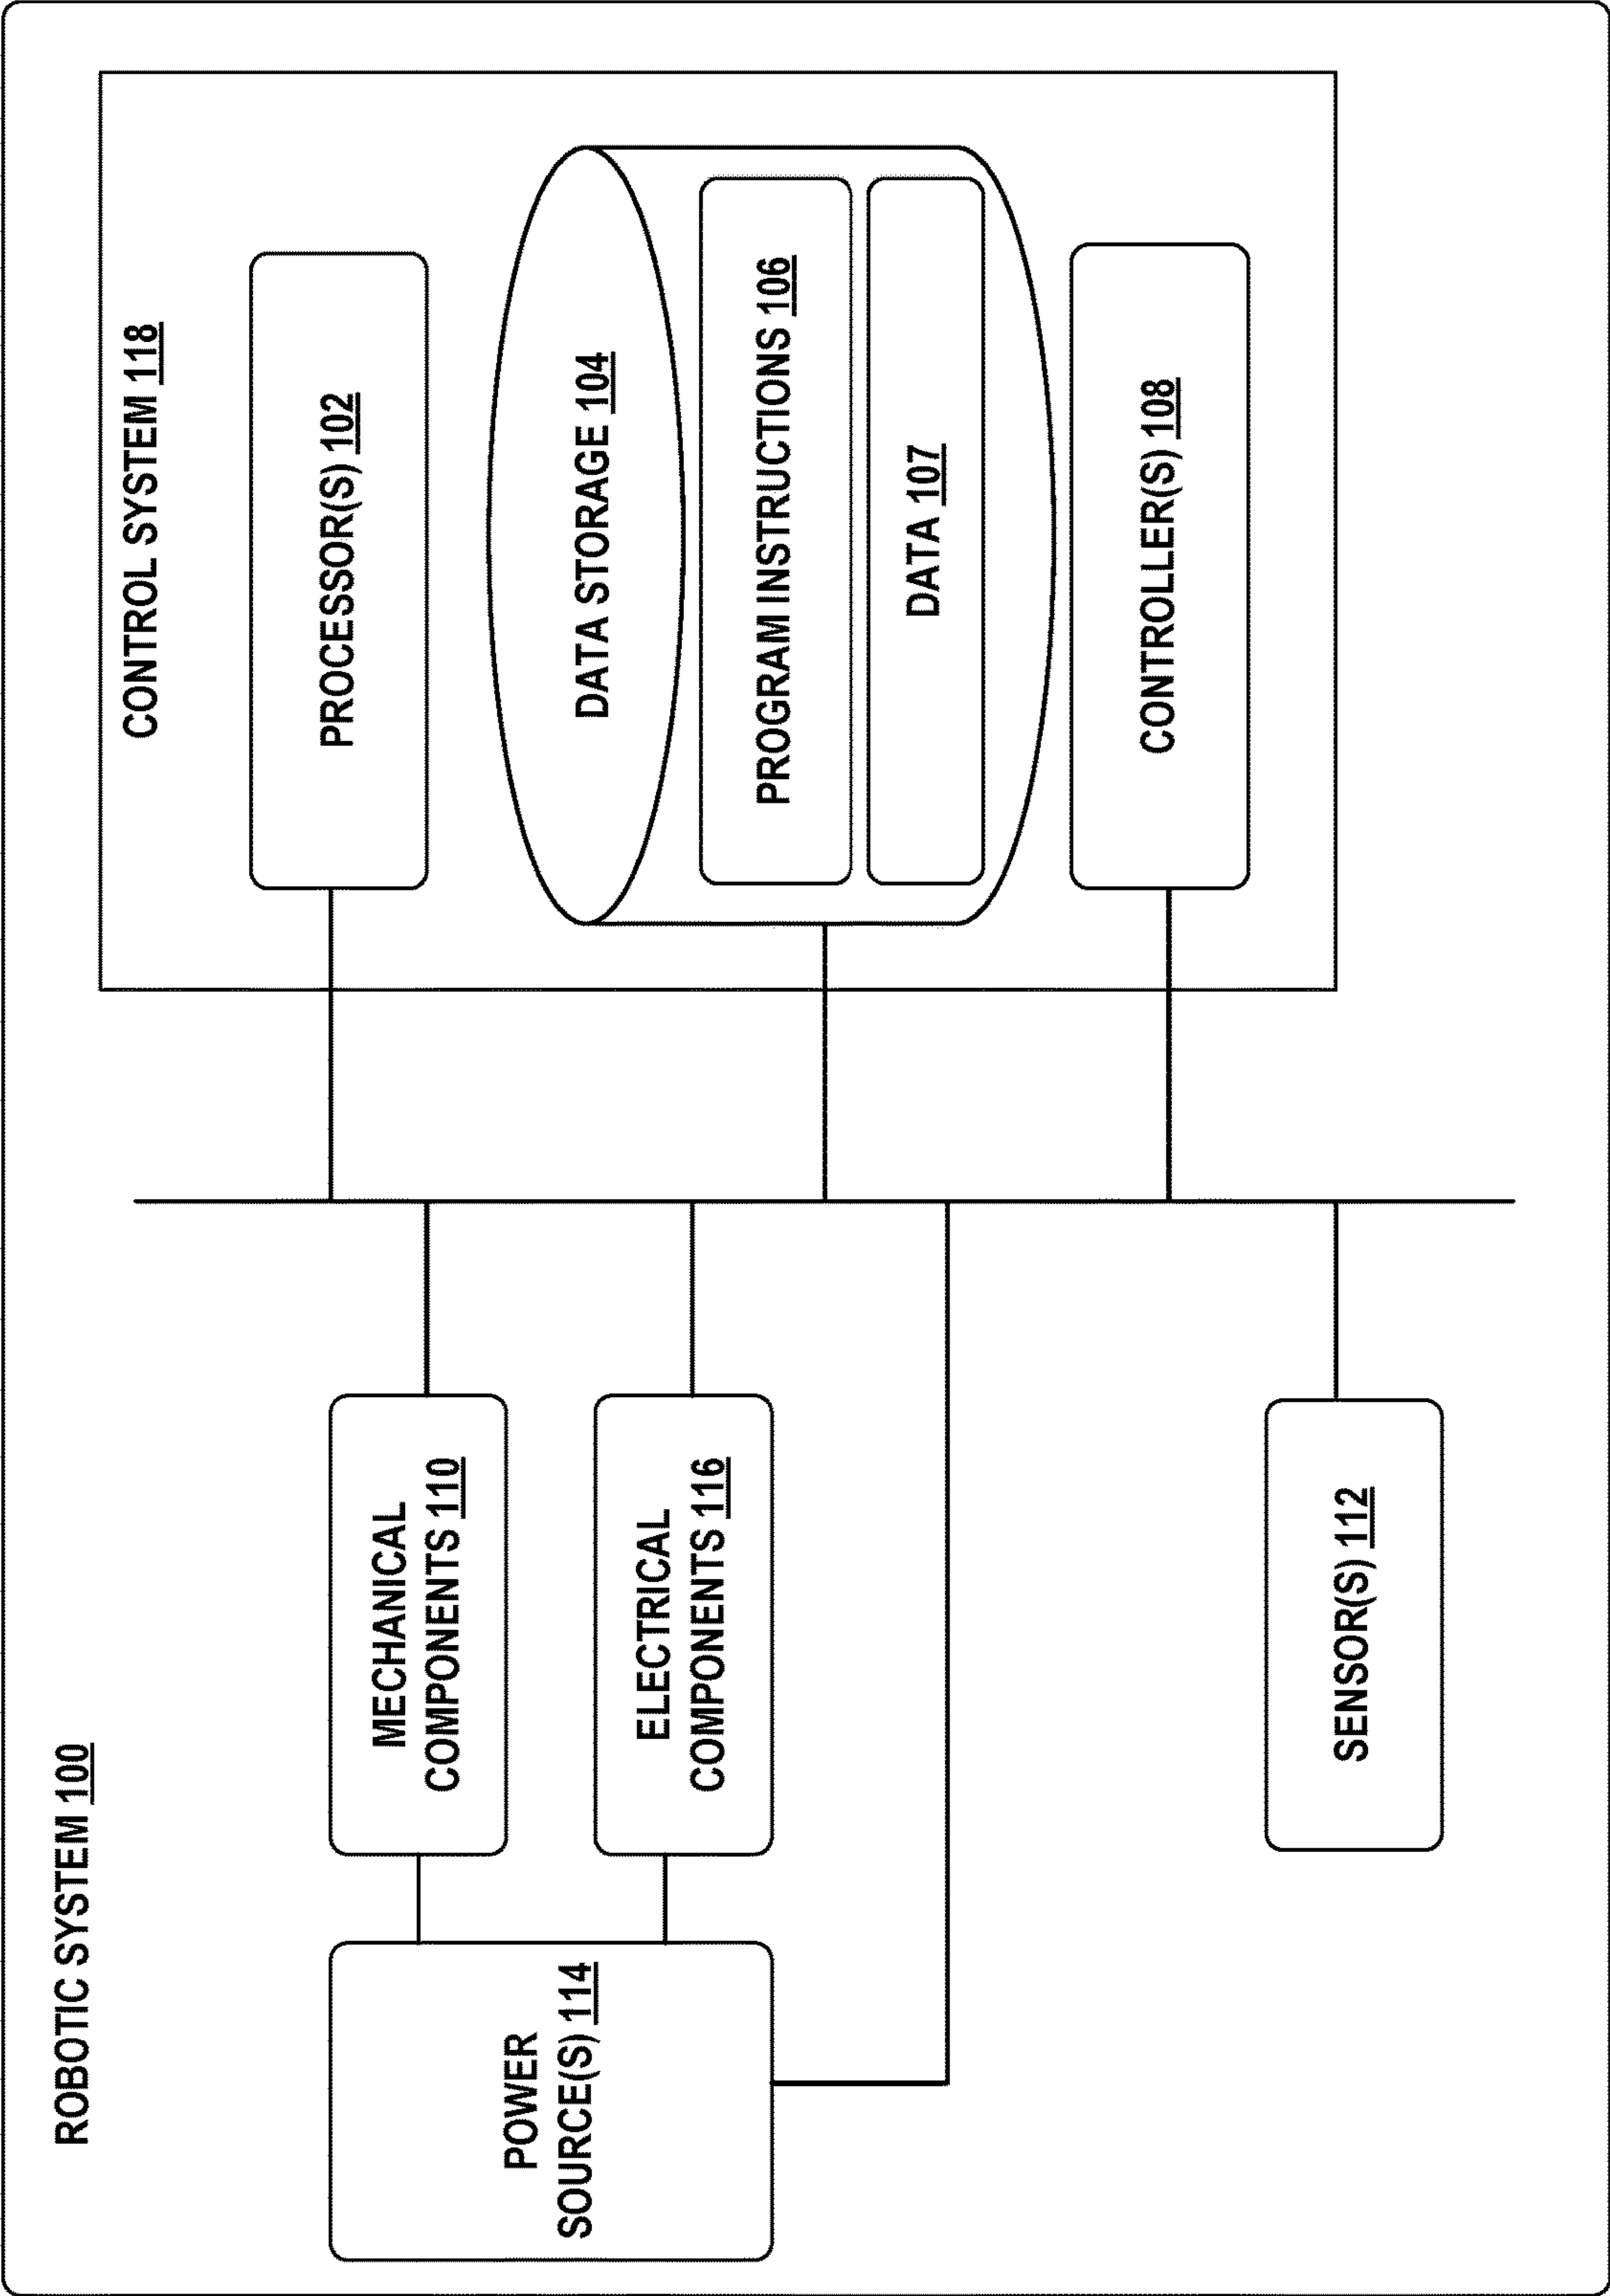 ROBOTIC SYSTEM 100
POWER
SOURCE(S) 114
MECHANICAL
COMPONENTS 110
ELECTRICAL
COMPONENTS 116
SENSOR(S) 112
CONTROL SYSTEM 118
PROCESSOR(S) 102
DATA STORAGE 104
PROGRAM INSTRUCTIONS 106
DATA 107
CONTROLLER(S) 108